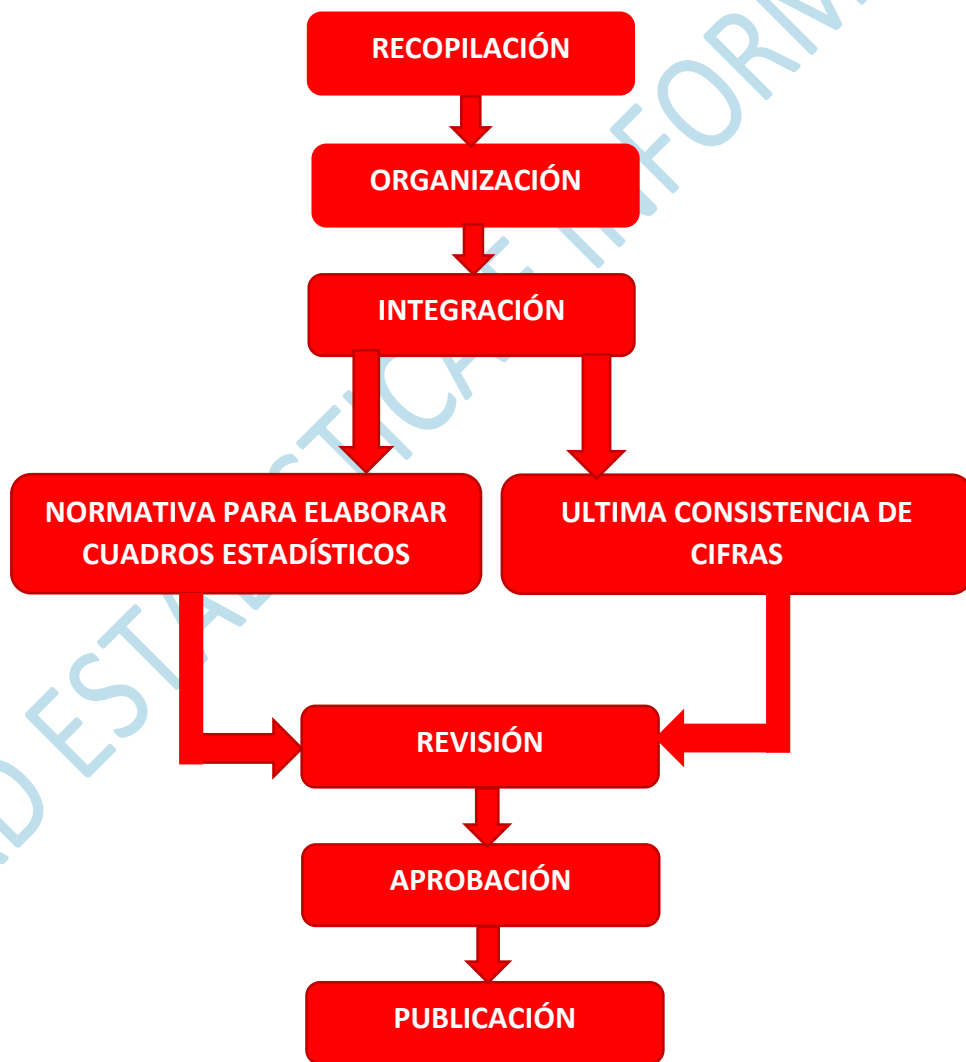 RECOPILACIÓN
ORGANIZACIÓN
INTEGRACIÓN
NORMATIVA PARA ELABORAR
CUADROS ESTADÍSTICOS
ULTIMA CONSISTENCIA DE
CIFRAS
REVISIÓN
APROBACIÓN
PUBLICACIÓN